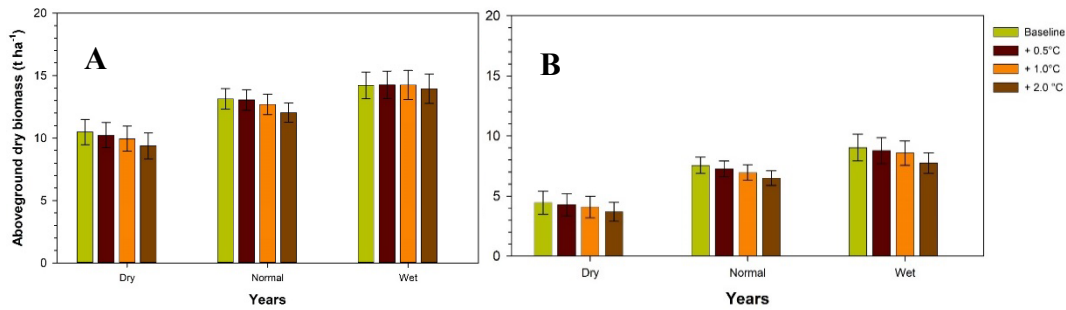 Aboveground dry biomass (t ha⁻¹)
20
15
10
5
0
A
Dry
Normal
Wet
Years
20
15
10
5
0
B
Dry
Normal
Wet
Years
Baseline
+ 0.5°C
+ 1.0°C
+ 2.0 °C